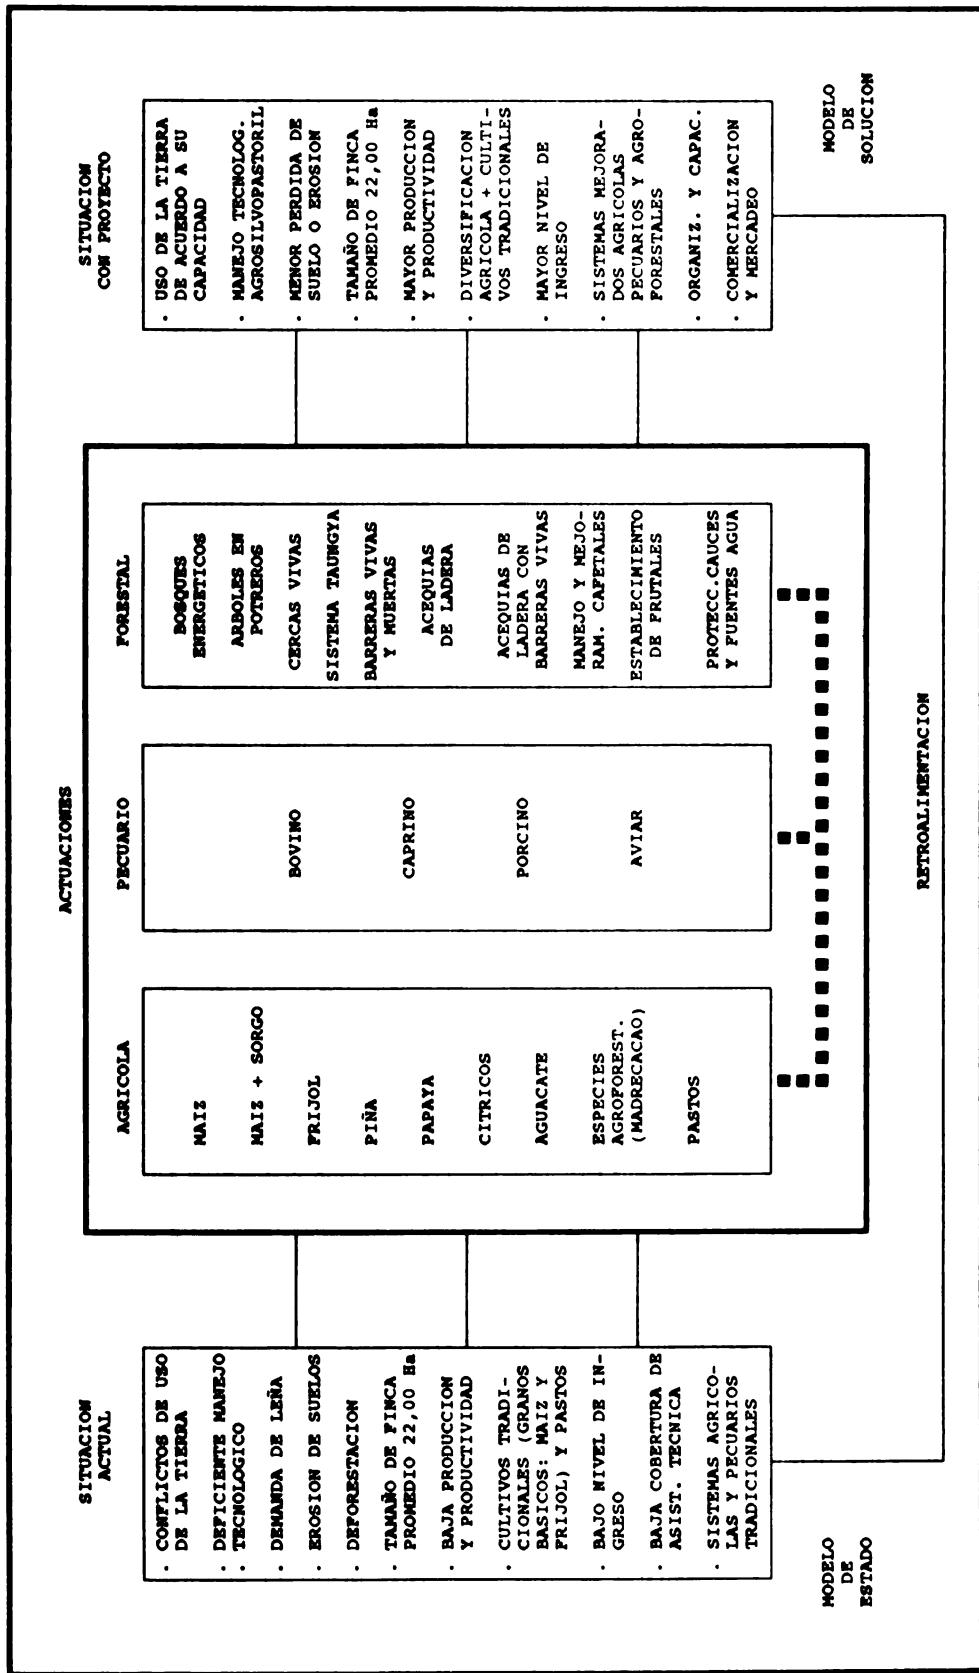 SITUACION
ACTUAL
. CONFLICTOS DE USO
DE LA TIERRA
. DEFICIENTE MANEJO
. TECNOLOGICO
. DEMANDA DE LEÑA
. EROSION DE SUELOS
. DEFORESTACION
. TAMAÑO DE FINCA
PROMEDIO 22,00 Ha
. BAJA PRODUCCION
Y PRODUCTIVIDAD
. CULTIVOS TRADI-
CIONALES (GRANOS
BASICOS: MAIZ Y
FRIJOL) Y PASTOS
. BAJO NIVEL DE IN-
GRESO
. BAJA COBERTURA DE
ASIST. TECNICA
. SISTEMAS AGRICO-
LAS Y PECUARIOS
TRADICIONALES
MODELO
DE
ESTADO
ACTUACIONES
AGRICOLA
MAIZ
MAIZ + SORGO
FRIJOL
PIÑA
PAPAYA
CITRICOS
AGUACATE
ESPECIES
AGROFOREST.
(MADRECACAO)
PASTOS
PECUARIO
BOVINO
CAPRINO
PORCINO
AVIAR
FORESTAL
BOSQUES
ENERGETICOS
ARBOLES EN
POTREROS
CERCAS VIVAS
SISTEMA TAUNGYA
BARRERAS VIVAS
Y MUERTAS
ACEQUIAS
DE LADERA
ACEQUIAS DE
LADERA CON
BARRERAS VIVAS
MANEJO Y MEJO-
RAM. CAFETALES
ESTABLECIMIENTO
DE FRUTALES
PROTECC.CAUCES
Y FUENTES AGUA
SITUACION
CON PROYECTO
. USO DE LA TIERRA
DE ACUERDO A SU
CAPACIDAD
. MANEJO TECNOLOG.
AGROSILVOPASTORIL
. MENOR PERDIDA DE
SUELO O EROSION
. TAMAÑO DE FINCA
PROMEDIO 22,00 Ha
. MAYOR PRODUCCION
Y PRODUCTIVIDAD
. DIVERSIFICACION
AGRICOLA + CULTI-
VOS TRADICIONALES
. MAYOR NIVEL DE
INGRESO
. SISTEMAS MEJORA-
DOS AGRICOLAS
PECUARIOS Y AGRO-
FORESTALES
. ORGANIZ. Y CAPAC.
. COMERCIALIZACION
Y MERCADEO
MODELO
DE
SOLUCION
RETROALIMENTACION